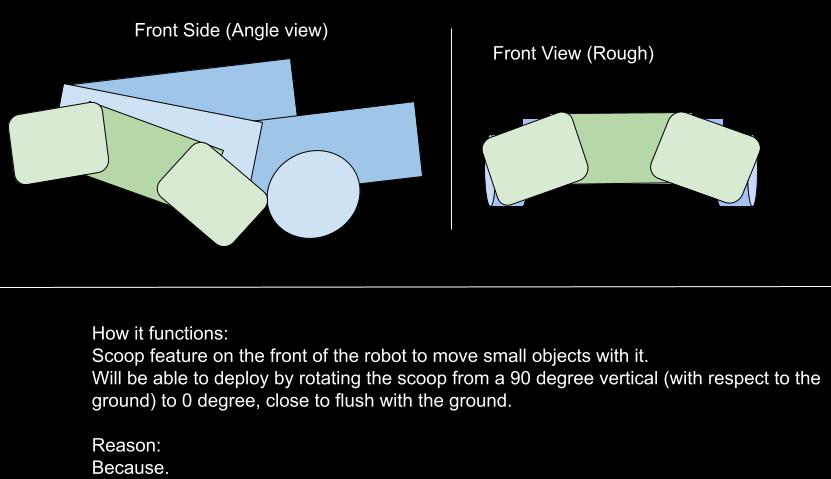 Front Side (Angle view)
Front View (Rough)
How it functions:
Scoop feature on the front of the robot to move small objects with it.
Will be able to deploy by rotating the scoop from a 90 degree vertical (with respect to the
ground) to 0 degree, close to flush with the ground.
Reason:
Because.